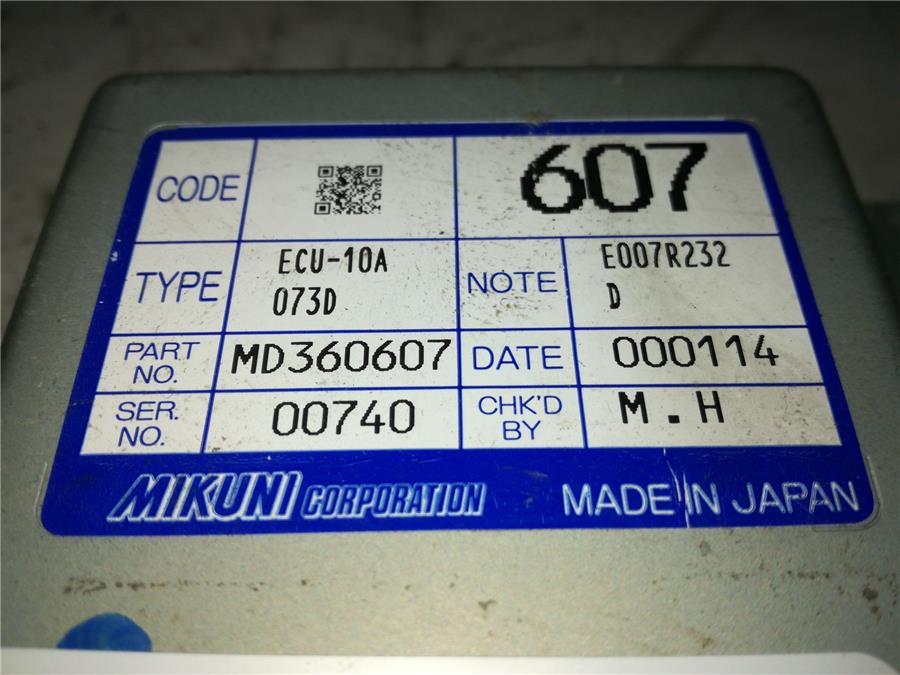 CODE 607
TYPE ECU-10A NOTE E007R232
073D D
PART NO. MD360607 DATE 000114
SER. NO. 00740 CHK'D BY M.H
MIKUNI CORPORATION MADE IN JAPAN